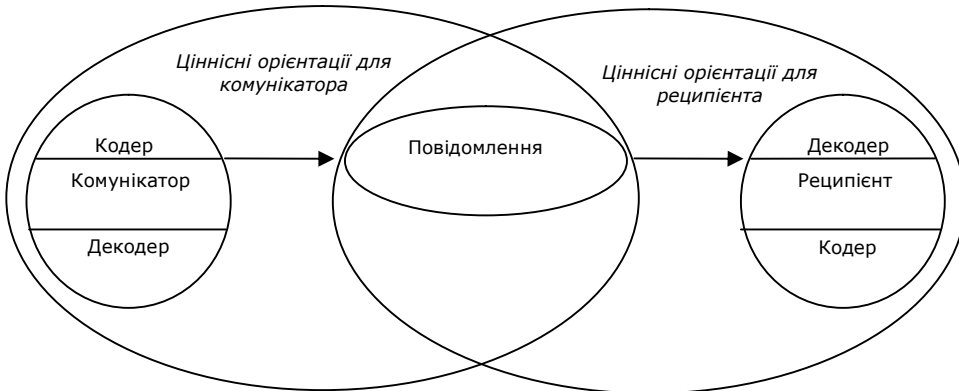 Ціннісні орієнтації для
комунікатора
Ціннісні орієнтації для
реципієнта
Кодер
Комунікатор
Декодер
Повідомлення
Декодер
Реципієнт
Кодер